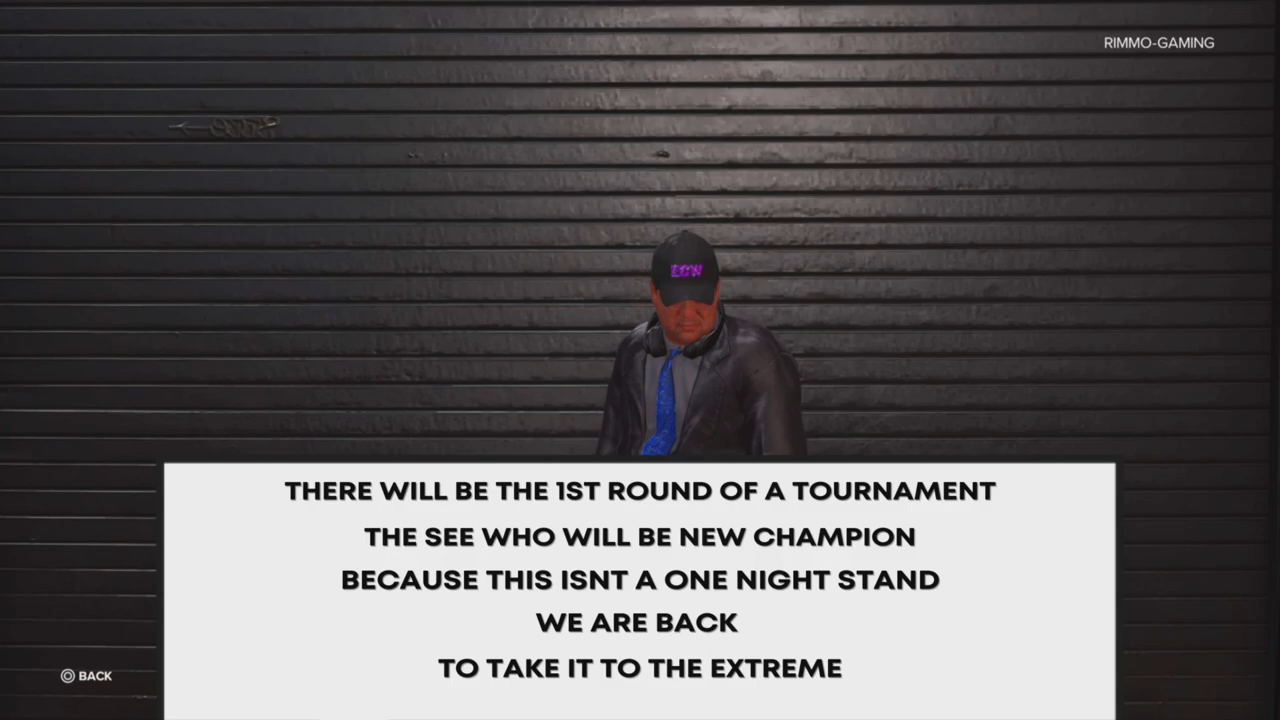 RIMMO-GAMING
ECW
THERE WILL BE THE 1ST ROUND OF A TOURNAMENT
THE SEE WHO WILL BE NEW CHAMPION
BECAUSE THIS ISNT A ONE NIGHT STAND
WE ARE BACK
TO TAKE IT TO THE EXTREME
BACK